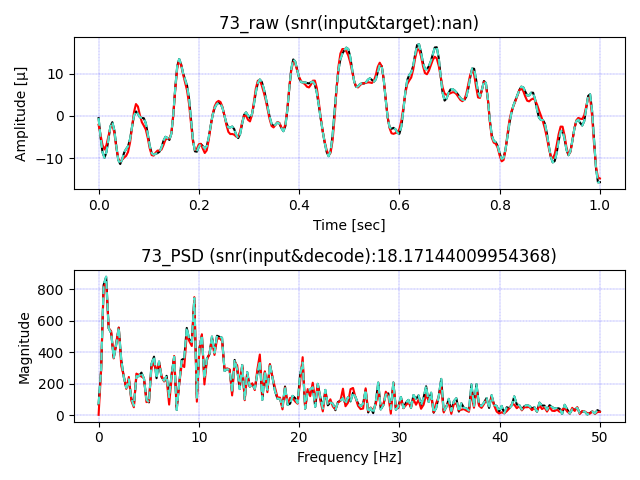 73_raw (snr(input&target):nan)
Amplitude [µ]
10
0
−10
0.0 0.2 0.4 0.6 0.8 1.0
Time [sec]
73_PSD (snr(input&decode):18.17144009954368)
Magnitude
800
600
400
200
0
0 10 20 30 40 50
Frequency [Hz]